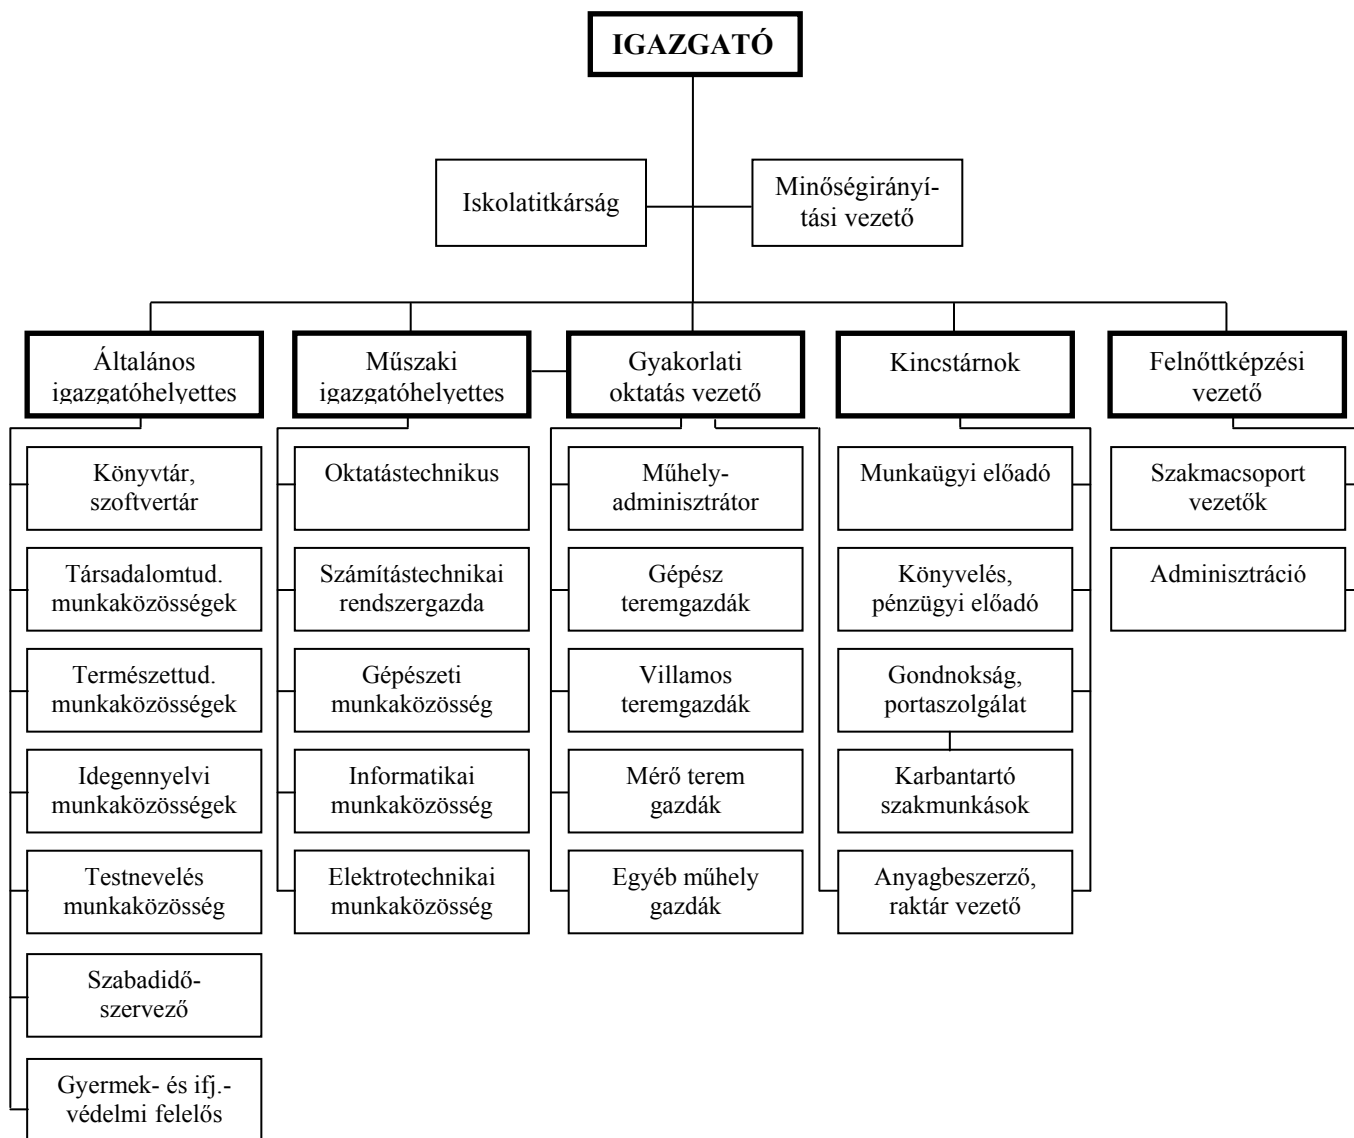 IGAZGATÓ
Iskolatitkárság
Minőségirányí-
tási vezető
Általános
igazgatóhelyettes
Műszaki
igazgatóhelyettes
Gyakorlati
oktatás vezető
Kincstárnok
Felnőttképzési
vezető
Könyvtár,
szoftvertár
Társadalomtud.
munkaközösségek
Természettud.
munkaközösségek
Idegennyelvi
munkaközösségek
Testnevelés
munkaközösség
Szabadidő-
szervező
Gyermek- és ifj.-
védelmi felelős
Oktatástechnikus
Számítástechnikai
rendszergazda
Gépészeti
munkaközösség
Informatikai
munkaközösség
Elektrotechnikai
munkaközösség
Műhely-
adminisztrátor
Gépész
teremgazdák
Villamos
teremgazdák
Mérő terem
gazdák
Egyéb műhely
gazdák
Munkaügyi előadó
Könyvelés,
pénzügyi előadó
Gondnokság,
portaszolgálat
Karbantartó
szakmunkások
Anyagbeszerző,
raktár vezető
Szakmacsoport
vezetők
Adminisztráció